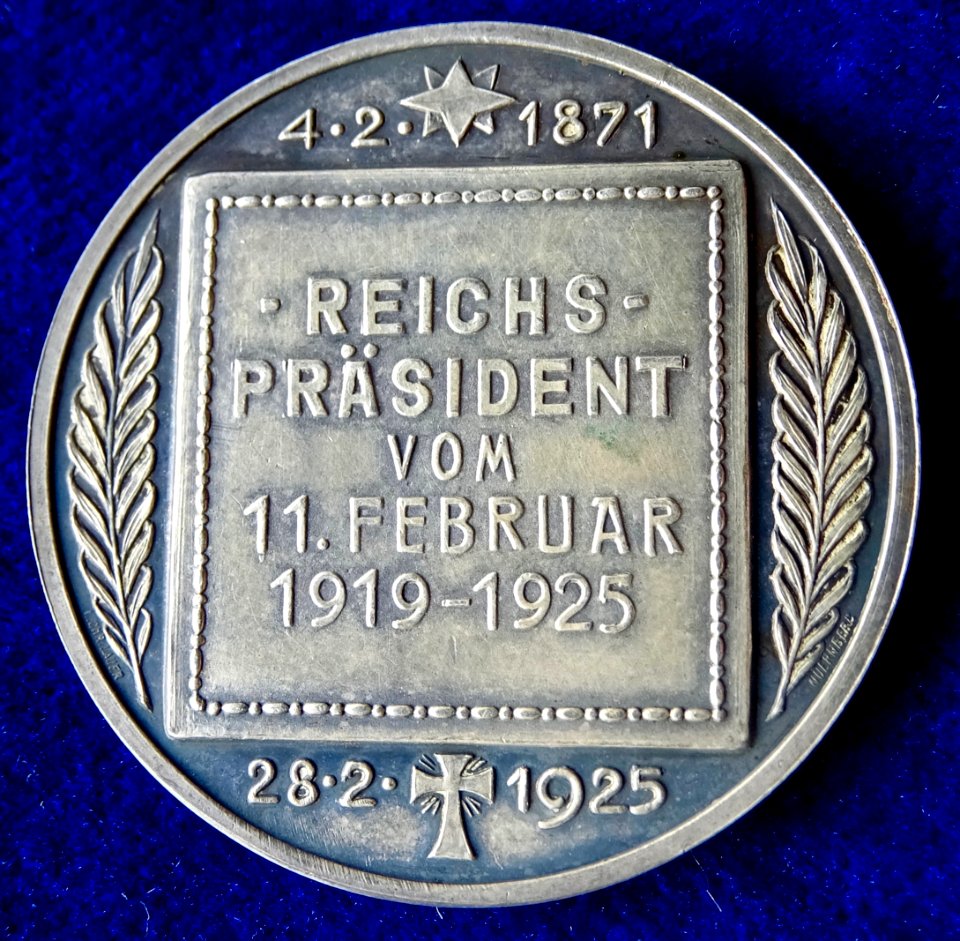 4·2· 1871
-REICHS-
PRÄSIDENT
VOM
11. FEBRUAR
1919-1925
28·2· 1925